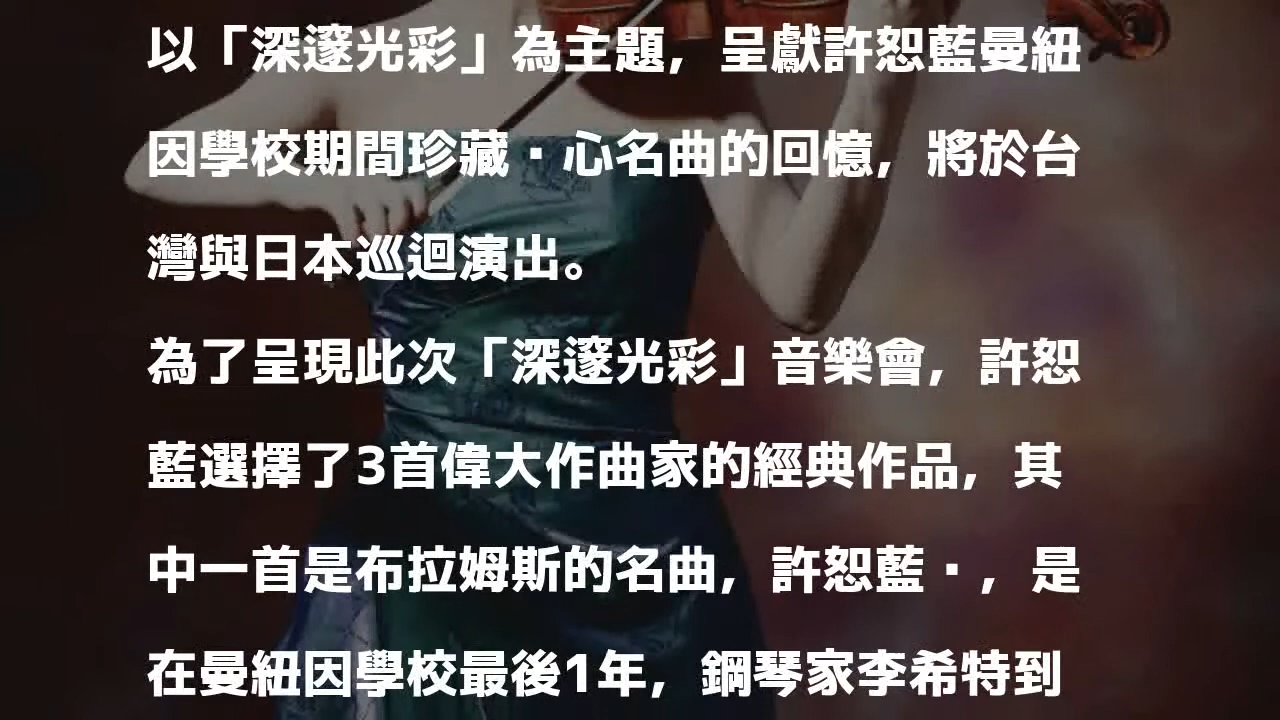 以「深邃光彩」為主題，呈獻許恕藍曼紐
因學校期間珍藏▪心名曲的回憶，將於台
灣與日本巡迴演出。
為了呈現此次「深邃光彩」音樂會，許恕
藍選擇了3首偉大作曲家的經典作品，其
中一首是布拉姆斯的名曲，許恕藍▪，是
在曼紐因學校最後1年，鋼琴家李希特到